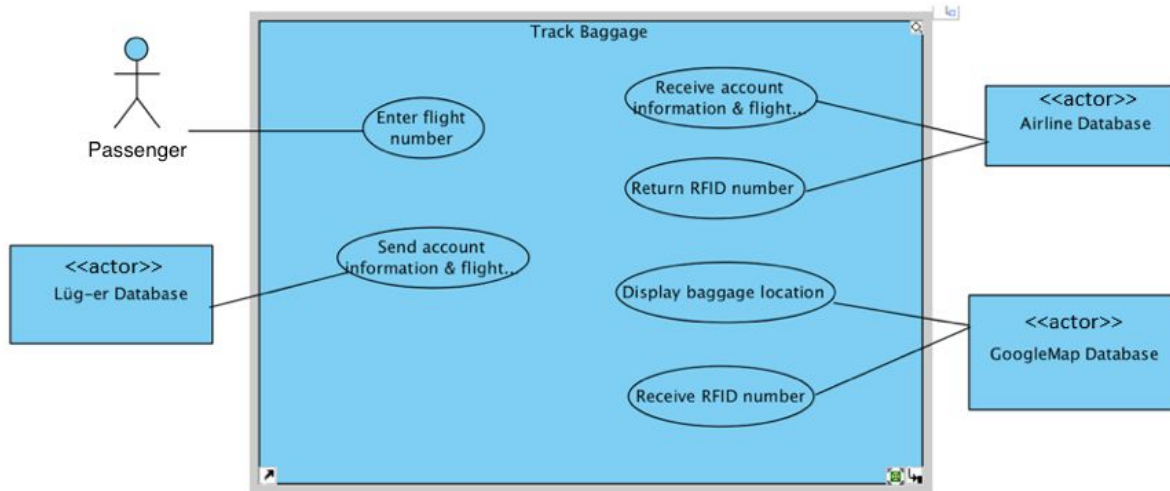 Track Baggage
Passenger
Enter flight
number
<<actor>>
Lüg-er Database
Send account
information & flight..
Receive account
information & flight..
Return RFID number
<<actor>>
Airline Database
Display baggage location
Receive RFID number
<<actor>>
GoogleMap Database